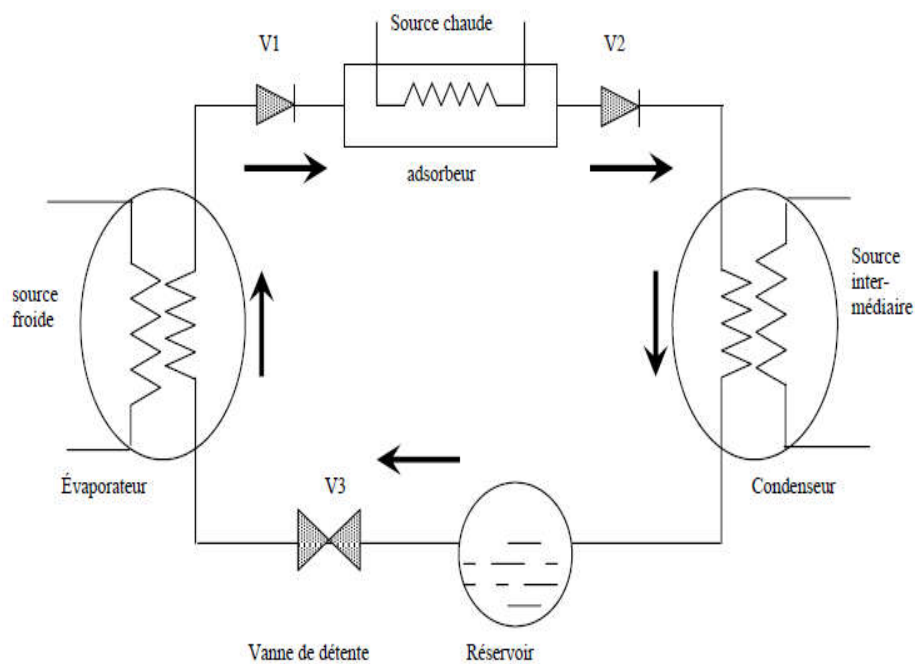 Source chaude
V1
V2
adsorbeur
source
froide
Source
inter-
médiaire
Évaporateur
V3
Condenseur
Vanne de détente
Réservoir